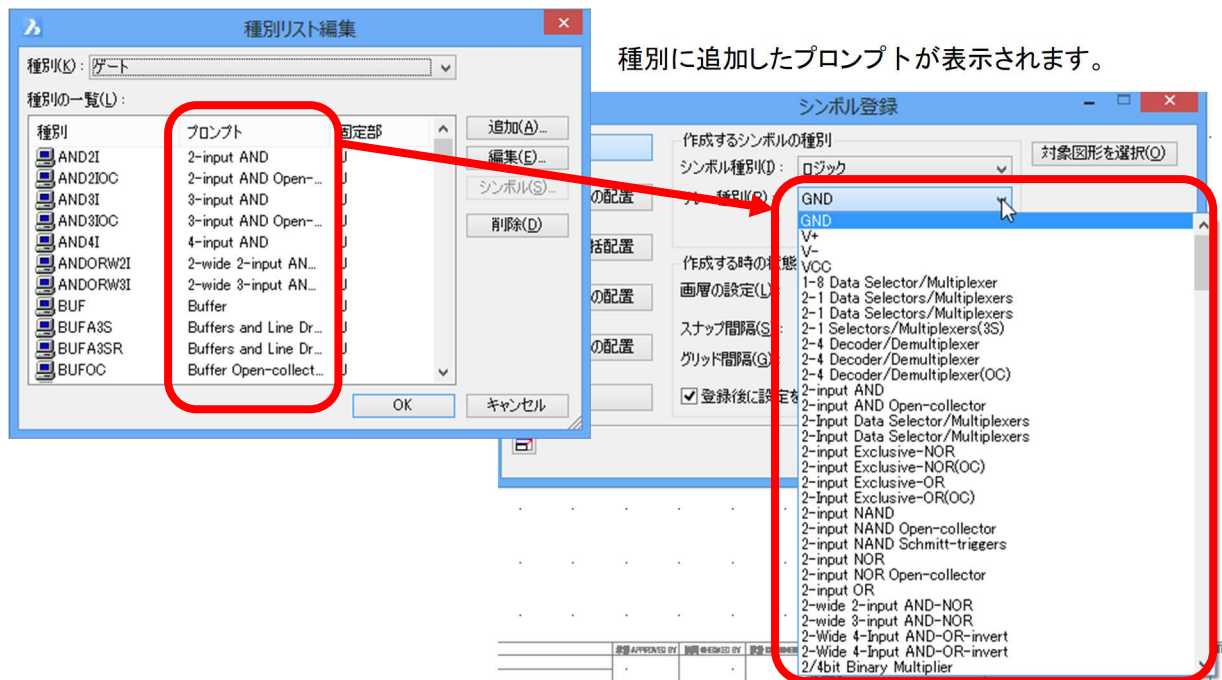 種別リスト編集
種別(K): ゲート
種別の一覧(L):
種別 プロンプト 固定部
AND2I 2-input AND U
AND2IOC 2-input AND Open-... U
AND3I 3-input AND U
AND3IOC 3-input AND Open-... U
AND4I 4-input AND U
ANDORW2I 2-wide 2-input AN... U
ANDORW3I 2-wide 3-input AN... U
BUF Buffer U
BUFA3S Buffers and Line Dr... U
BUFA3SR Buffers and Line Dr... U
BUFOC Buffer Open-collect... U
追加(A)...
編集(E)...
シンボル(S)...
削除(D)
OK
キャンセル
種別に追加したプロンプトが表示されます。
シンボル登録
の配置
括配置
の配置
の配置
作成するシンボルの種別
シンボル種別(I): ロジック
種別(R): GND
対象図形を選択(O)
作成する時の状態
画層の設定(L):
スナップ間隔(S):
グリッド間隔(G):
登録後に設定を
GND
V+
V-
VCC
1-8 Data Selector/Multiplexer
2-1 Data Selectors/Multiplexers
2-1 Data Selectors/Multiplexers
2-1 Selectors/Multiplexers(3S)
2-4 Decoder/Demultiplexer
2-4 Decoder/Demultiplexer
2-4 Decoder/Demultiplexer(OC)
2-input AND
2-input AND Open-collector
2-Input Data Selector/Multiplexers
2-Input Data Selector/Multiplexers
2-input Exclusive-NOR
2-input Exclusive-NOR(OC)
2-input Exclusive-OR
2-Input Exclusive-OR(OC)
2-input NAND
2-input NAND Open-collector
2-input NAND Schmitt-triggers
2-input NOR
2-input NOR Open-collector
2-input OR
2-wide 2-input AND-NOR
2-wide 3-input AND-NOR
2-Wide 4-Input AND-OR-invert
2-Wide 4-Input AND-OR-invert
2/4bit Binary Multiplier
承認 APPROVED BY 検図 CHECKED BY